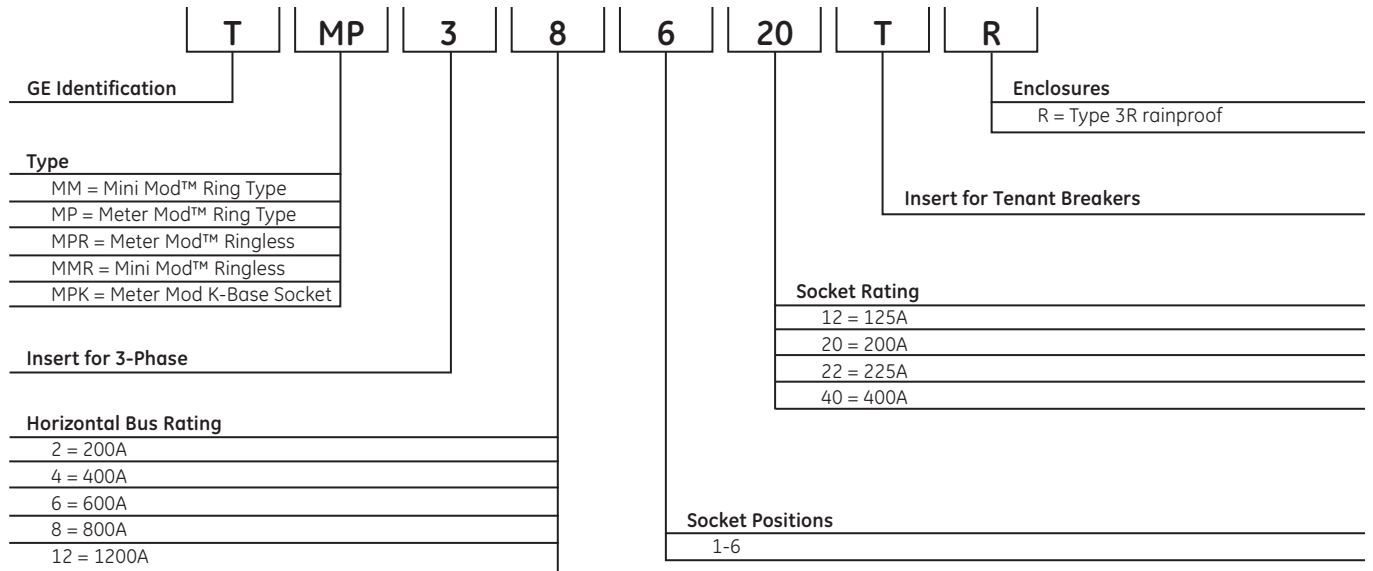 T MP 3 8 6 20 T R
GE Identification
Type
MM = Mini Mod™ Ring Type
MP = Meter Mod™ Ring Type
MPR = Meter Mod™ Ringless
MMR = Mini Mod™ Ringless
MPK = Meter Mod K-Base Socket
Insert for 3-Phase
Horizontal Bus Rating
2 = 200A
4 = 400A
6 = 600A
8 = 800A
12 = 1200A
Enclosures
R = Type 3R rainproof
Insert for Tenant Breakers
Socket Rating
12 = 125A
20 = 200A
22 = 225A
40 = 400A
Socket Positions
1-6